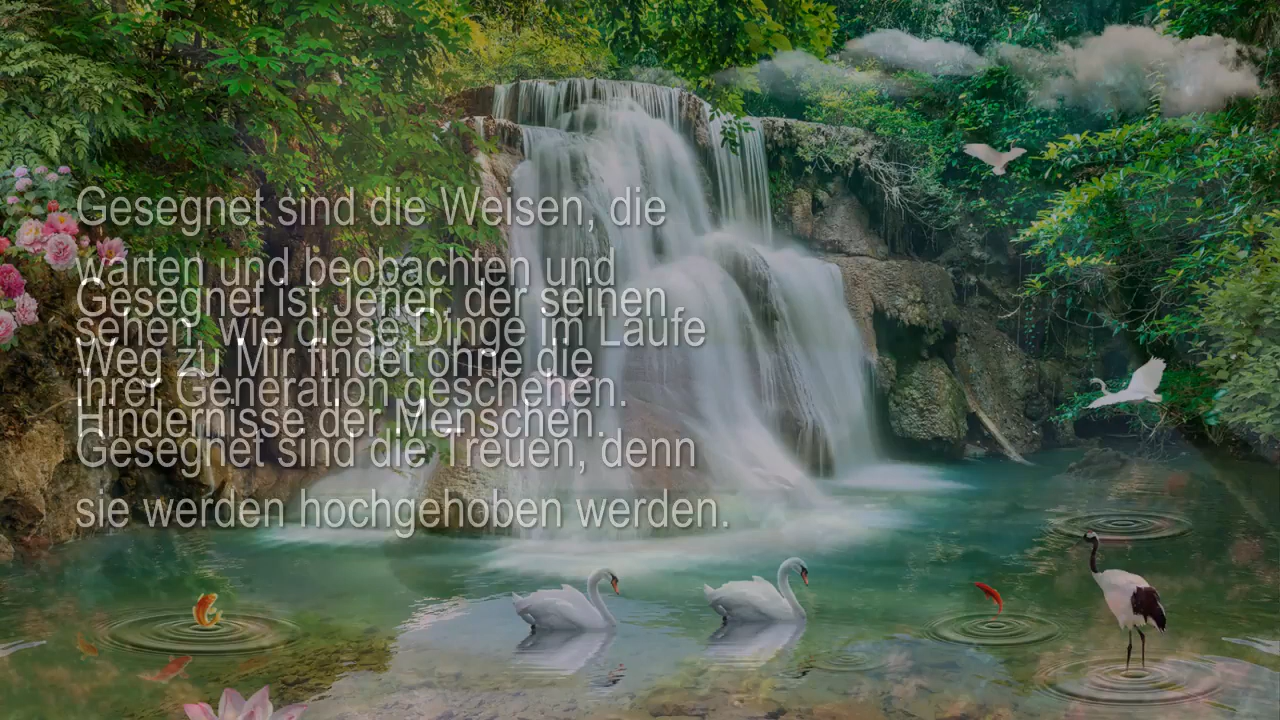 Gesegnet sind die Weisen, die
warten und beobachten und
Gesegnet ist Jener, der seinen
sehen, wie diese Dinge im Laufe
Weg zu Mir findet ohne die
ihrer Generation geschehen.
Hindernisse der Menschen.
Gesegnet sind die Treuen, denn
sie werden hochgehoben werden.